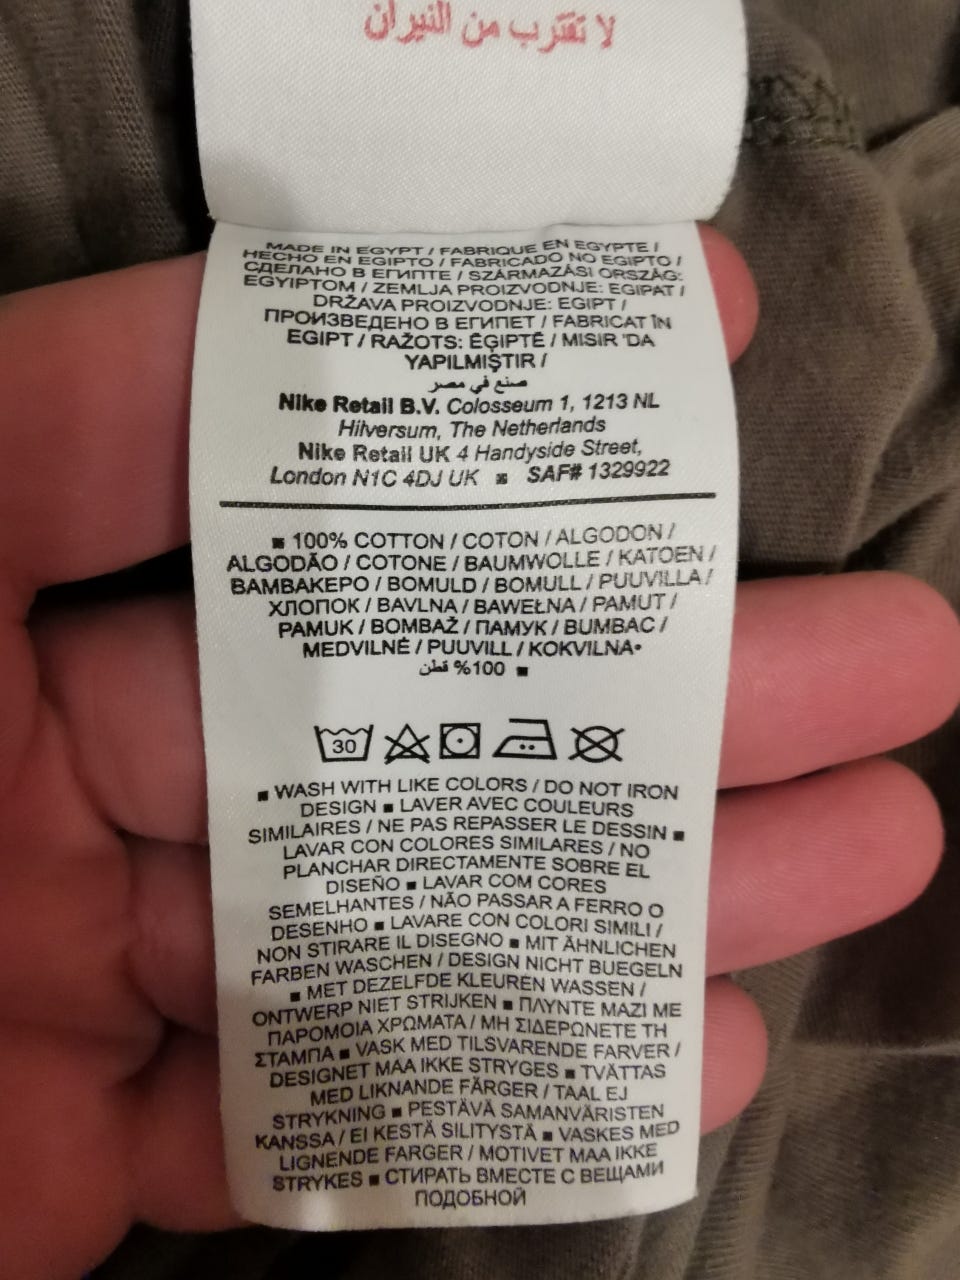 لا تقترب من النيران
MADE IN EGYPT / FABRIQUE EN EGYPTE /
HECHO EN EGIPTO / FABRICADO NO EGIPTO /
СДЕЛАНО В ЕГИПТЕ / SZÁRMAZÁSI ORSZÁG:
EGYIPTOM / ZEMLJA PROIZVODNJE: EGIPAT /
DRŽAVA PROIZVODNJE: EGIPT /
ПРОИЗВЕДЕНО В ЕГИПЕТ / FABRICAT ÎN
EGIPT / RAŽOTS: ĒĢIPTĒ / MISIR 'DA
YAPILMIŞTIR /
صنع في مصر
Nike Retail B.V. Colosseum 1, 1213 NL
Hilversum, The Netherlands
Nike Retail UK 4 Handyside Street,
London N1C 4DJ UK ■ SAF# 1329922
■ 100% COTTON / COTON / ALGODON /
ALGODÃO / COTONE / BAUMWOLLE / KATOEN /
ΒΑΜΒΑΚΕΡΟ / BOMULD / BOMULL / PUUVILLA /
ХЛОПОК / BAVLNA / BAWEŁNA / PAMUT /
PAMUK / BOMBAŽ / ПАМУК / BUMBAC /
MEDVILNĖ / PUUVILL / KOKVILNA•
■ 100% قطن
30
■ WASH WITH LIKE COLORS / DO NOT IRON
DESIGN ■ LAVER AVEC COULEURS
SIMILAIRES / NE PAS REPASSER LE DESSIN ■
LAVAR CON COLORES SIMILARES / NO
PLANCHAR DIRECTAMENTE SOBRE EL
DISEÑO ■ LAVAR COM CORES
SEMELHANTES / NÃO PASSAR A FERRO O
DESENHO ■ LAVARE CON COLORI SIMILI /
NON STIRARE IL DISEGNO ■ MIT ÄHNLICHEN
FARBEN WASCHEN / DESIGN NICHT BUEGELN
■ MET DEZELFDE KLEUREN WASSEN /
ONTWERP NIET STRIJKEN ■ ΠΛΥΝΤΕ ΜΑΖΙ ΜΕ
ΠΑΡΟΜΟΙΑ ΧΡΩΜΑΤΑ / ΜΗ ΣΙΔΕΡΩΝΕΤΕ ΤΗ
ΣΤΑΜΠΑ ■ VASK MED TILSVARENDE FARVER /
DESIGNET MAA IKKE STRYGES ■ TVÄTTAS
MED LIKNANDE FÄRGER / TAAL EJ
STRYKNING ■ PESTÄVÄ SAMANVÄRISTEN
KANSSA / EI KESTÄ SILITYSTÄ ■ VASKES MED
LIGNENDE FARGER / MOTIVET MAA IKKE
STRYKES ■ СТИРАТЬ ВМЕСТЕ С ВЕЩАМИ
ПОДОБНОЙ